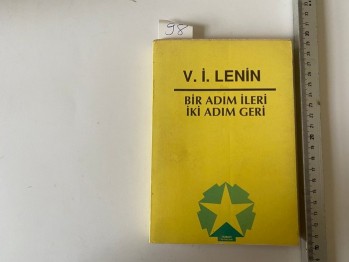 98
V. İ. LENİN
BİR ADIM İLERİ
İKİ ADIM GERİ